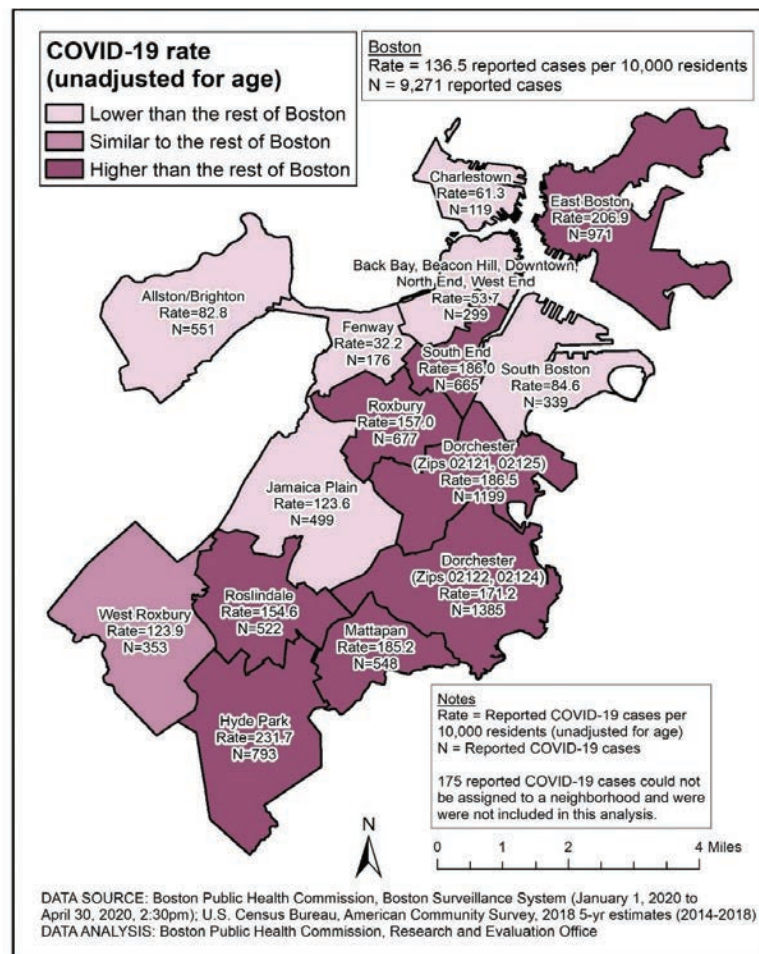 COVID-19 rate
(unadjusted for age)
Lower than the rest of Boston
Similar to the rest of Boston
Higher than the rest of Boston
Boston
Rate = 136.5 reported cases per 10,000 residents
N = 9,271 reported cases
Charlestown
Rate=61.3
N=119
East Boston
Rate=206.9
N=971
Back Bay, Beacon Hill, Downtown,
North End, West End
Rate=53.7
N=299
Allston/Brighton
Rate=82.8
N=551
Fenway
Rate=32.2
N=176
South End
Rate=186.0
N=665
South Boston
Rate=84.6
N=339
Roxbury
Rate=157.0
N=677
Dorchester
(Zips 02121, 02125)
Rate=186.5
N=1199
Jamaica Plain
Rate=123.6
N=499
Dorchester
(Zips 02122, 02124)
Rate=171.2
N=1385
West Roxbury
Rate=123.9
N=353
Roslindale
Rate=154.6
N=522
Mattapan
Rate=185.2
N=548
Hyde Park
Rate=231.7
N=793
Notes
Rate = Reported COVID-19 cases per
10,000 residents (unadjusted for age)
N = Reported COVID-19 cases
175 reported COVID-19 cases could not
be assigned to a neighborhood and were
were not included in this analysis.
N
0 1 2 4 Miles
DATA SOURCE: Boston Public Health Commission, Boston Surveillance System (January 1, 2020 to
April 30, 2020, 2:30pm); U.S. Census Bureau, American Community Survey, 2018 5-yr estimates (2014-2018)
DATA ANALYSIS: Boston Public Health Commission, Research and Evaluation Office